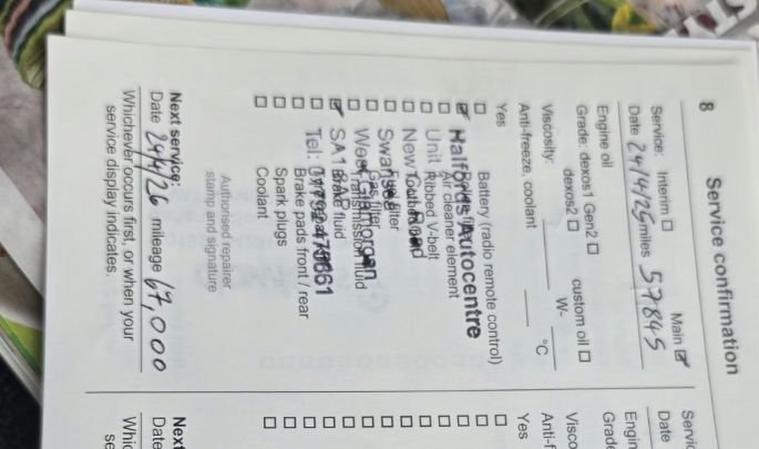 8
Service confirmation
Service: Interim ☐ Main ☑
Date 24/4/25 miles 57845
Engine oil
Grade: dexos1 Gen2 ☐ custom oil ☐
dexos2 ☐
Viscosity: W-
Anti-freeze, coolant °C
Yes
☐ Battery (radio remote control)
☑ Halfords Autocentre
☐ Air cleaner element
☐ Unit Ribbed V-belt
☐ New
☐ Swansea filter
☐ West Glamorgan
☐ Transmission fluid
☑ SA1 Brake fluid
☐ Tel:
☐ Brake pads front / rear
☐ Spark plugs
☐ Coolant
Authorised repairer
stamp and signature
Next service:
Date 24/4/26 mileage 67,000
Whichever occurs first, or when your
service display indicates.
Servic
Date
Engin
Grade
Visco
Anti-f
Yes
Next
Date
Whic
se